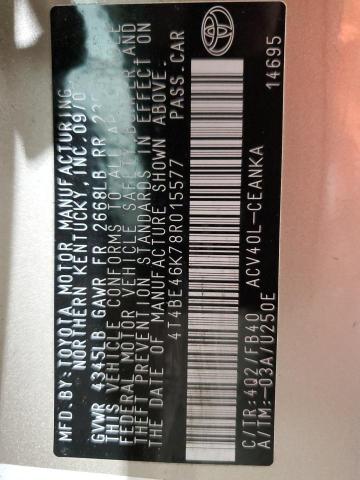 MFD.BY: TOYOTA MOTOR MANUFACTURING,
NORTHERN KENTUCKY, INC. 09/0
GVWR 4345LB GAWR FR 2668LB RR
THIS VEHICLE CONFORMS TO ALL
FEDERAL MOTOR VEHICLE SAFETY, BUMPER AND
THEFT PREVENTION STANDARDS IN EFFECT ON
THE DATE OF MANUFACTURE SHOWN ABOVE.
4T4BE46K78R015577 PASS.CAR
C/TR:4Q2/FB40 ACV40L-CEANKA
A/TM:-03A/U250E 14695